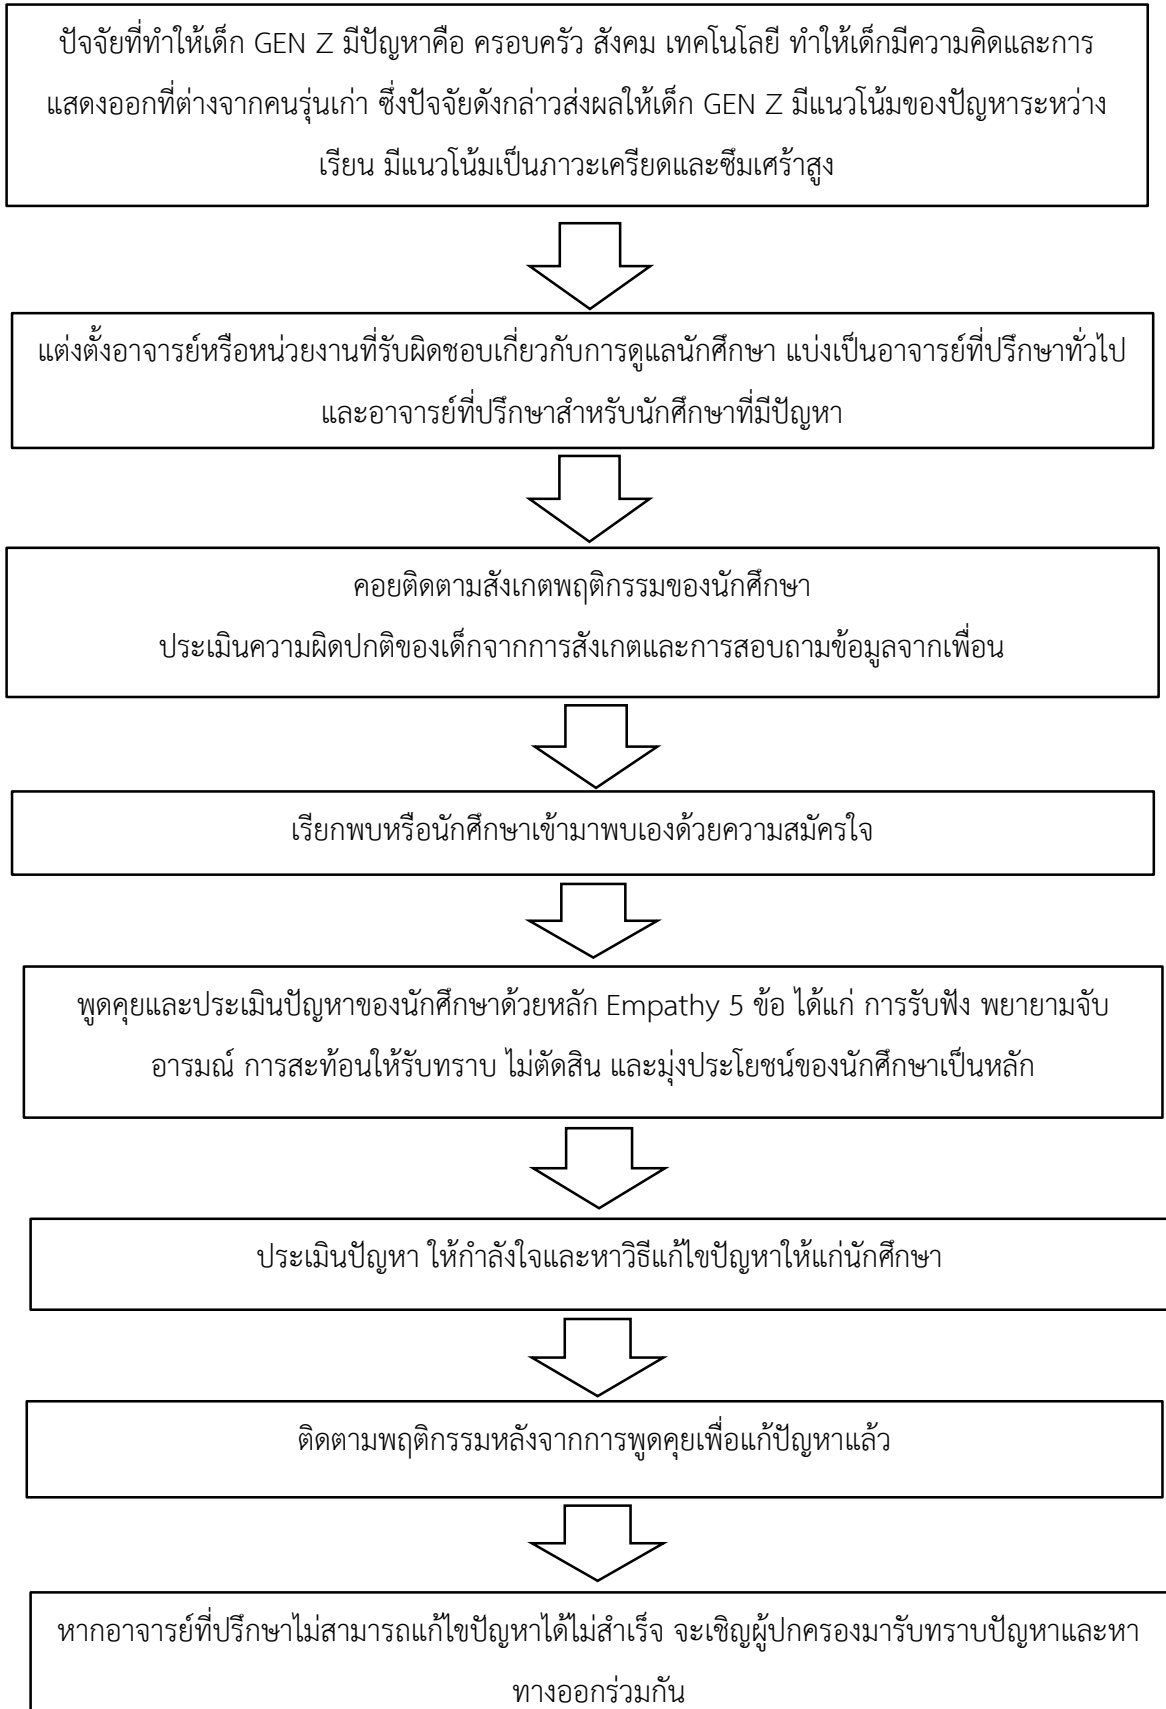 ปัจจัยที่ทำให้เด็ก GEN Z มีปัญหาคือ ครอบครัว สังคม เทคโนโลยี ทำให้เด็กมีความคิดและการ
แสดงออกที่ต่างจากคนรุ่นเก่า ซึ่งปัจจัยดังกล่าวส่งผลให้เด็ก GEN Z มีแนวโน้มของปัญหาระหว่าง
เรียน มีแนวโน้มเป็นภาวะเครียดและซึมเศร้าสูง
แต่งตั้งอาจารย์หรือหน่วยงานที่รับผิดชอบเกี่ยวกับการดูแลนักศึกษา แบ่งเป็นอาจารย์ที่ปรึกษาทั่วไป
และอาจารย์ที่ปรึกษาสำหรับนักศึกษาที่มีปัญหา
คอยติดตามสังเกตพฤติกรรมของนักศึกษา
ประเมินความผิดปกติของเด็กจากการสังเกตและการสอบถามข้อมูลจากเพื่อน
เรียกพบหรือนักศึกษาเข้ามาพบเองด้วยความสมัครใจ
พูดคุยและประเมินปัญหาของนักศึกษาด้วยหลัก Empathy 5 ข้อ ได้แก่ การรับฟัง พยายามจับ
อารมณ์ การสะท้อนให้รับทราบ ไม่ตัดสิน และมุ่งประโยชน์ของนักศึกษาเป็นหลัก
ประเมินปัญหา ให้กำลังใจและหาวิธีแก้ไขปัญหาให้แก่นักศึกษา
ติดตามพฤติกรรมหลังจากการพูดคุยเพื่อแก้ปัญหาแล้ว
หากอาจารย์ที่ปรึกษาไม่สามารถแก้ไขปัญหาได้ไม่สำเร็จ จะเชิญผู้ปกครองมารับทราบปัญหาและหา
ทางออกร่วมกัน